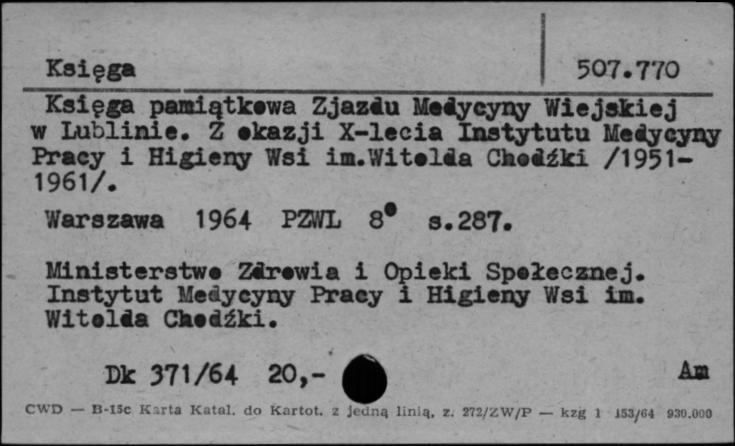 Księga 507.770
Księga pamiątkowa Zjazdu Medycyny Wiejskiej
w Lublinie. Z okazji X-lecia Instytutu Medycyny
Pracy i Higieny Wsi im.Witolda Chodźki /1951-
1961/.
Warszawa 1964 PZWL 8° s.287.
Ministerstwo Zdrowia i Opieki Społecznej.
Instytut Medycyny Pracy i Higieny Wsi im.
Witolda Chodźki.
Dk 371/64 20,- Am
CWD — B-15c Karta Katal. do Kartot. z jedną linią, z. 272/ZW/P — kzg 1 153/64 930.000